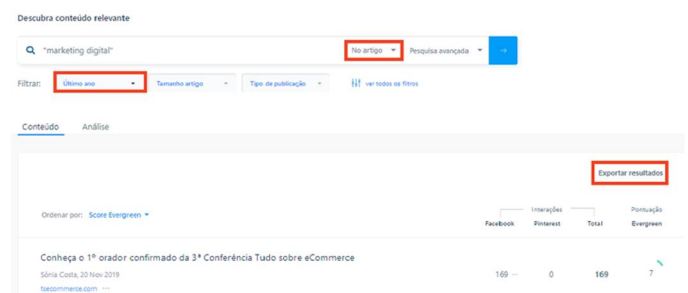 Descubra conteúdo relevante
"marketing digital" No artigo Pesquisa avançada
Filtrar: Último ano Tamanho artigo Tipo de publicação ver todos os filtros
Conteúdo Análise
Exportar resultados
Ordenar por: Score Evergreen
Interações Pontuação
Facebook Pinterest Total Evergreen
Conheça o 1º orador confirmado da 3ª Conferência Tudo sobre eCommerce
Sónia Costa, 20 Nov 2019
169 0 169 7
tsecommerce.com